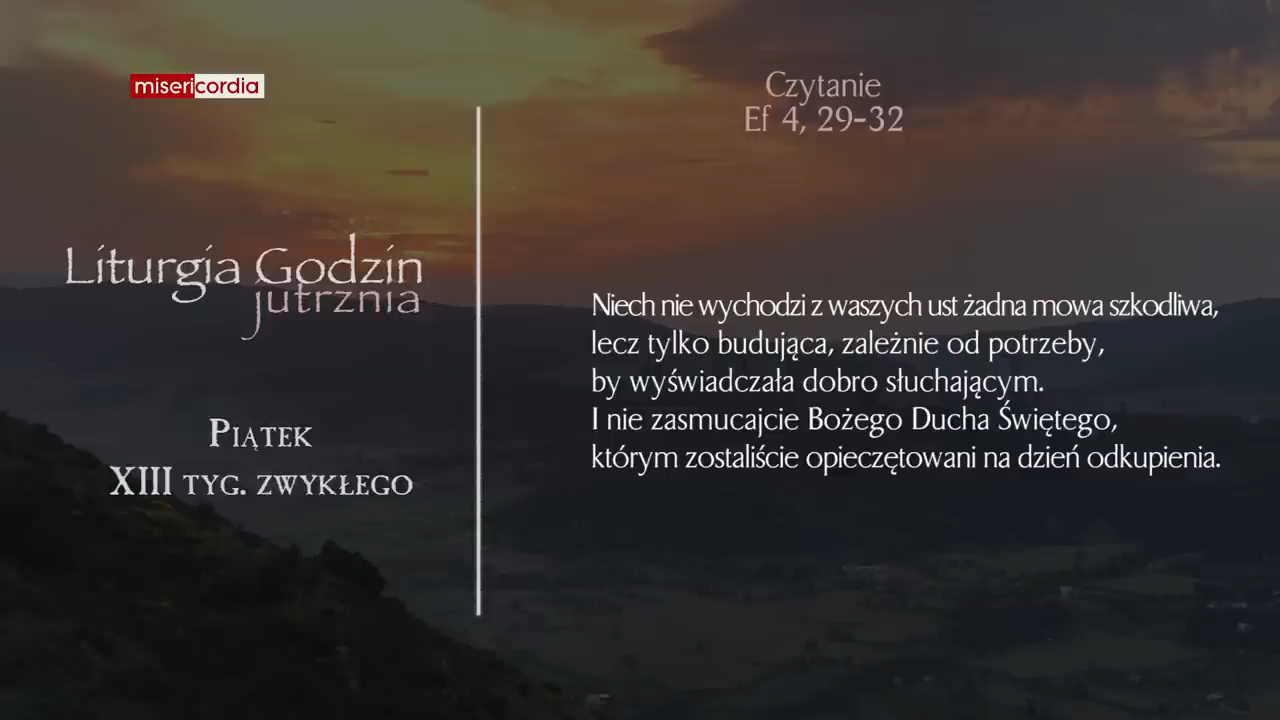 misericordia
Liturgia Godzin
jutrznia
Piątek
XIII tyg. zwykłego
Czytanie
Ef 4, 29-32
Niech nie wychodzi z waszych ust żadna mowa szkodliwa,
lecz tylko budująca, zależnie od potrzeby,
by wyświadczała dobro słuchającym.
I nie zasmucajcie Bożego Ducha Świętego,
którym zostaliście opieczętowani na dzień odkupienia.